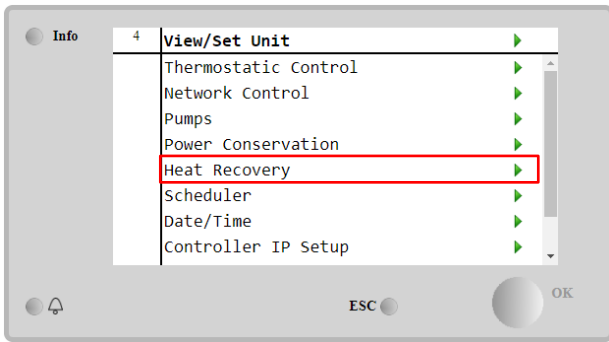 Info
4 View/Set Unit
Thermostatic Control
Network Control
Pumps
Power Conservation
Heat Recovery
Scheduler
Date/Time
Controller IP Setup
ESC
OK